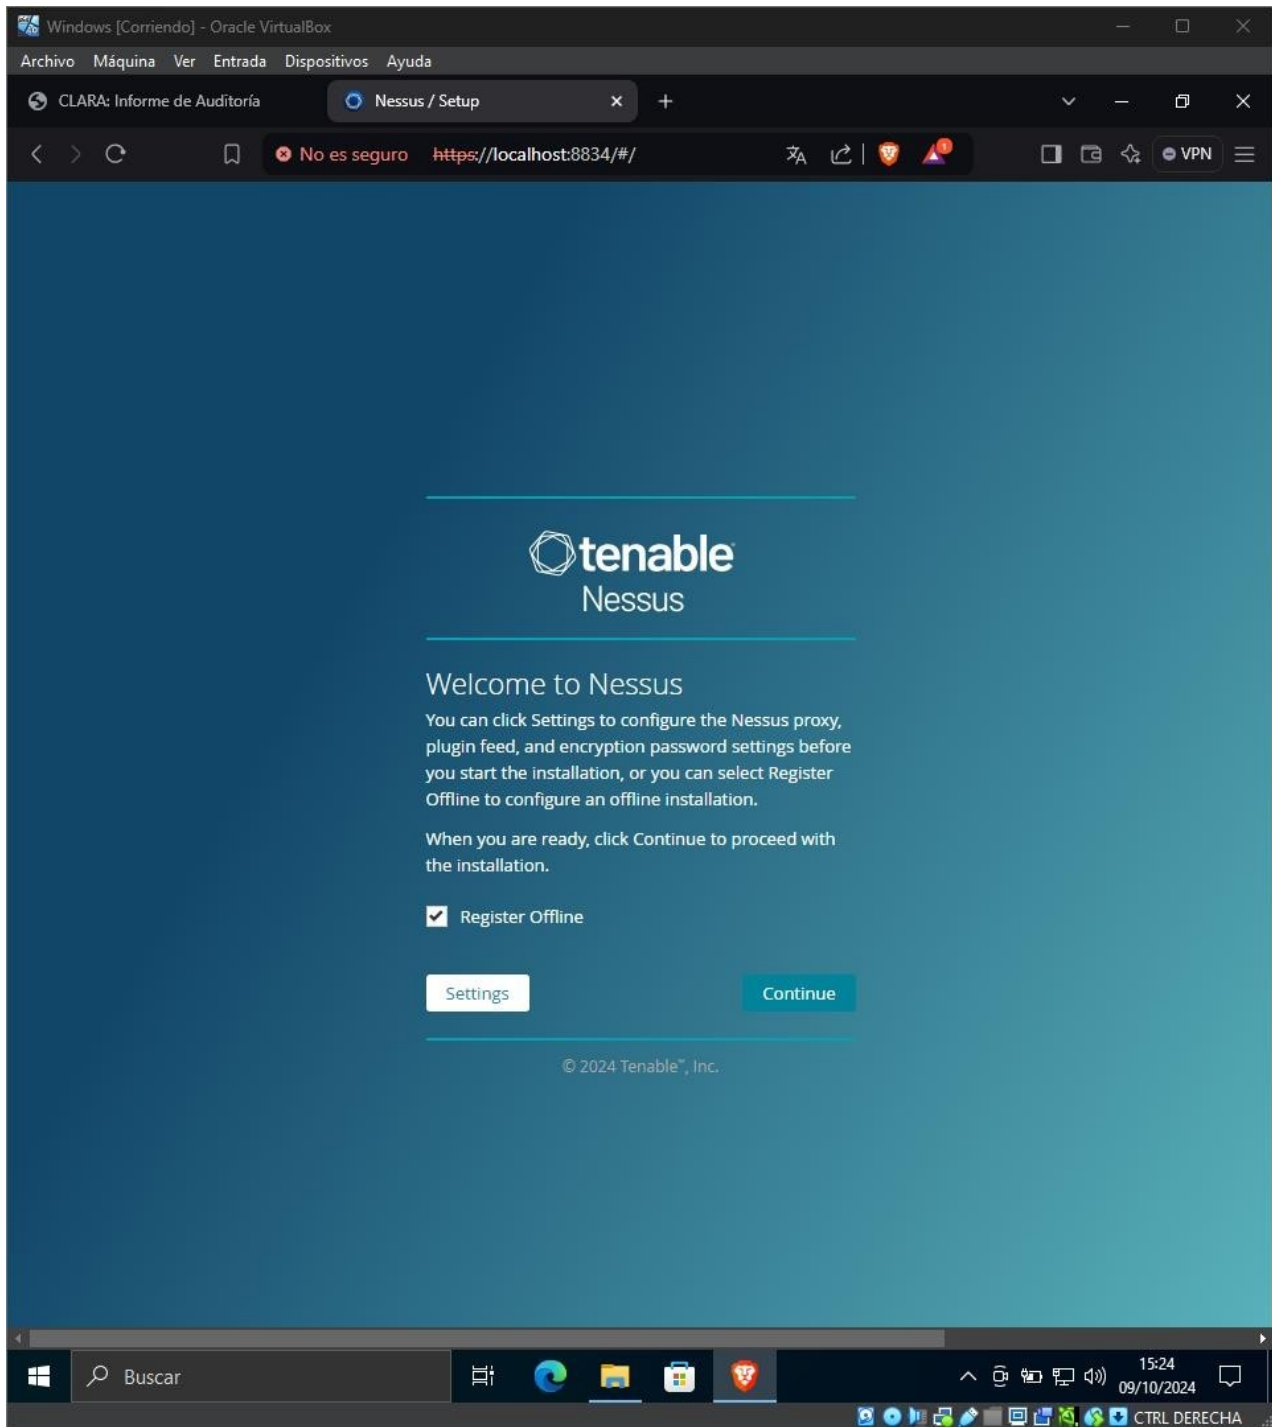 Windows [Corriendo] - Oracle VirtualBox
Archivo Máquina Ver Entrada Dispositivos Ayuda
CLARA: Informe de Auditoría Nessus / Setup
No es seguro https://localhost:8834/#/ 1 VPN
tenable
Nessus
Welcome to Nessus
You can click Settings to configure the Nessus proxy,
plugin feed, and encryption password settings before
you start the installation, or you can select Register
Offline to configure an offline installation.
When you are ready, click Continue to proceed with
the installation.
Register Offline
Settings Continue
© 2024 Tenable™, Inc.
Buscar
15:24
09/10/2024
CTRL DERECHA